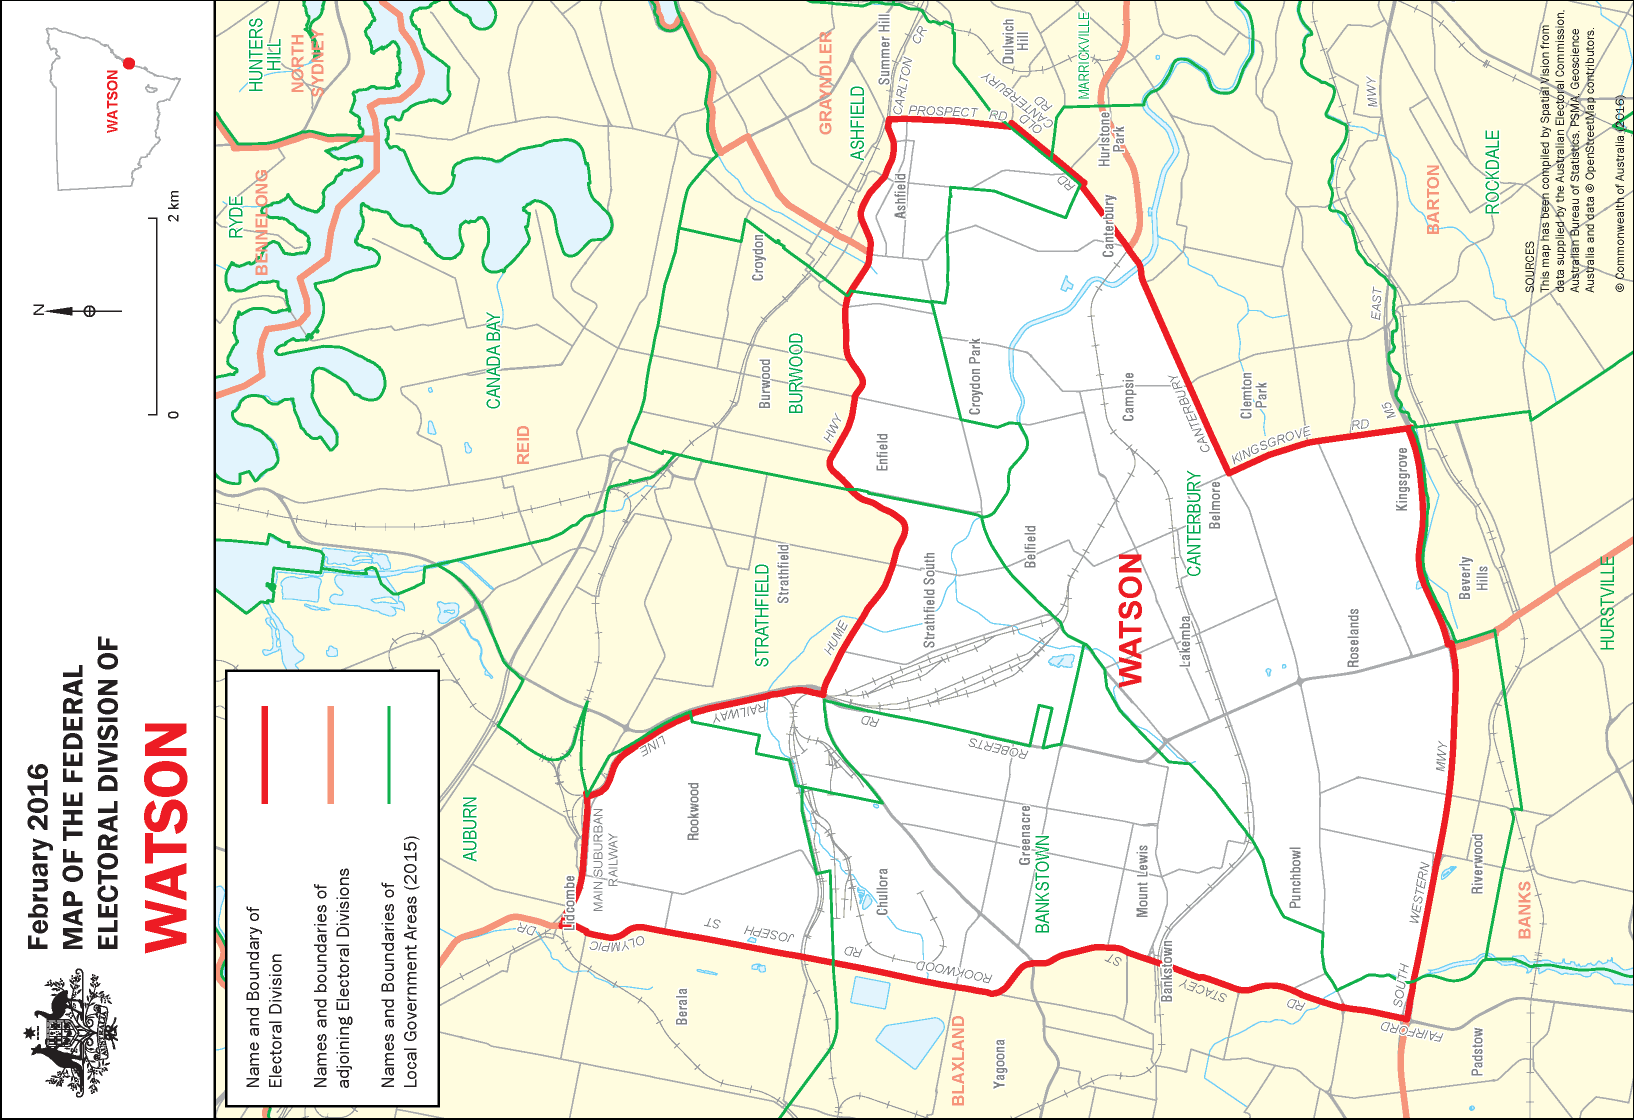 February 2016
MAP OF THE FEDERAL
ELECTORAL DIVISION OF
WATSON
N
0
2 km
WATSON
Name and Boundary of
Electoral Division
Names and boundaries of
adjoining Electoral Divisions
Names and Boundaries of
Local Government Areas (2015)
HUNTERS
HILL
NORTH
SYDNEY
RYDE
BENNELONG
CANADA BAY
REID
AUBURN
GRAYNDLER
ASHFIELD
Summer Hill
CARLTON
CR
PROSPECT
RD
Dulwich
Hill
OLD
CANTERBURY
RD
CANTERBURY
RD
MARRICKVILLE
Hurlstone
Park
Croydon
Burwood
BURWOOD
Ashfield
Canterbury
HWY
Enfield
Croydon Park
Campsie
CANTERBURY
Clemton
Park
KINGSGROVE
RD
M5
EAST
MWY
BARTON
ROCKDALE
STRATHFIELD
Strathfield
HUME
Strathfield South
Belfield
CANTERBURY
Belmore
Kingsgrove
WATSON
Lakemba
Roselands
Beverly
Hills
HURSTVILLE
RAILWAY
LINE
RD
ROBERTS
Rookwood
Lidcombe
MAIN SUBURBAN
RAILWAY
DR
OLYMPIC
ST
JOSEPH
RD
ROOKWOOD
Chullora
Greenacre
BANKSTOWN
Mount Lewis
Punchbowl
MWY
WESTERN
SOUTH
Riverwood
BANKS
Berala
BLAXLAND
Yagoona
ST
Bankstown
STACEY
RD
FAIRFORD
Padstow
SOURCES
This map has been compiled by Spatial Vision from
data supplied by the Australian Electoral Commission.
Australian Bureau of Statistics, PSMA, Geoscience
Australia and data © OpenStreetMap contributors.
© Commonwealth of Australia (2016)